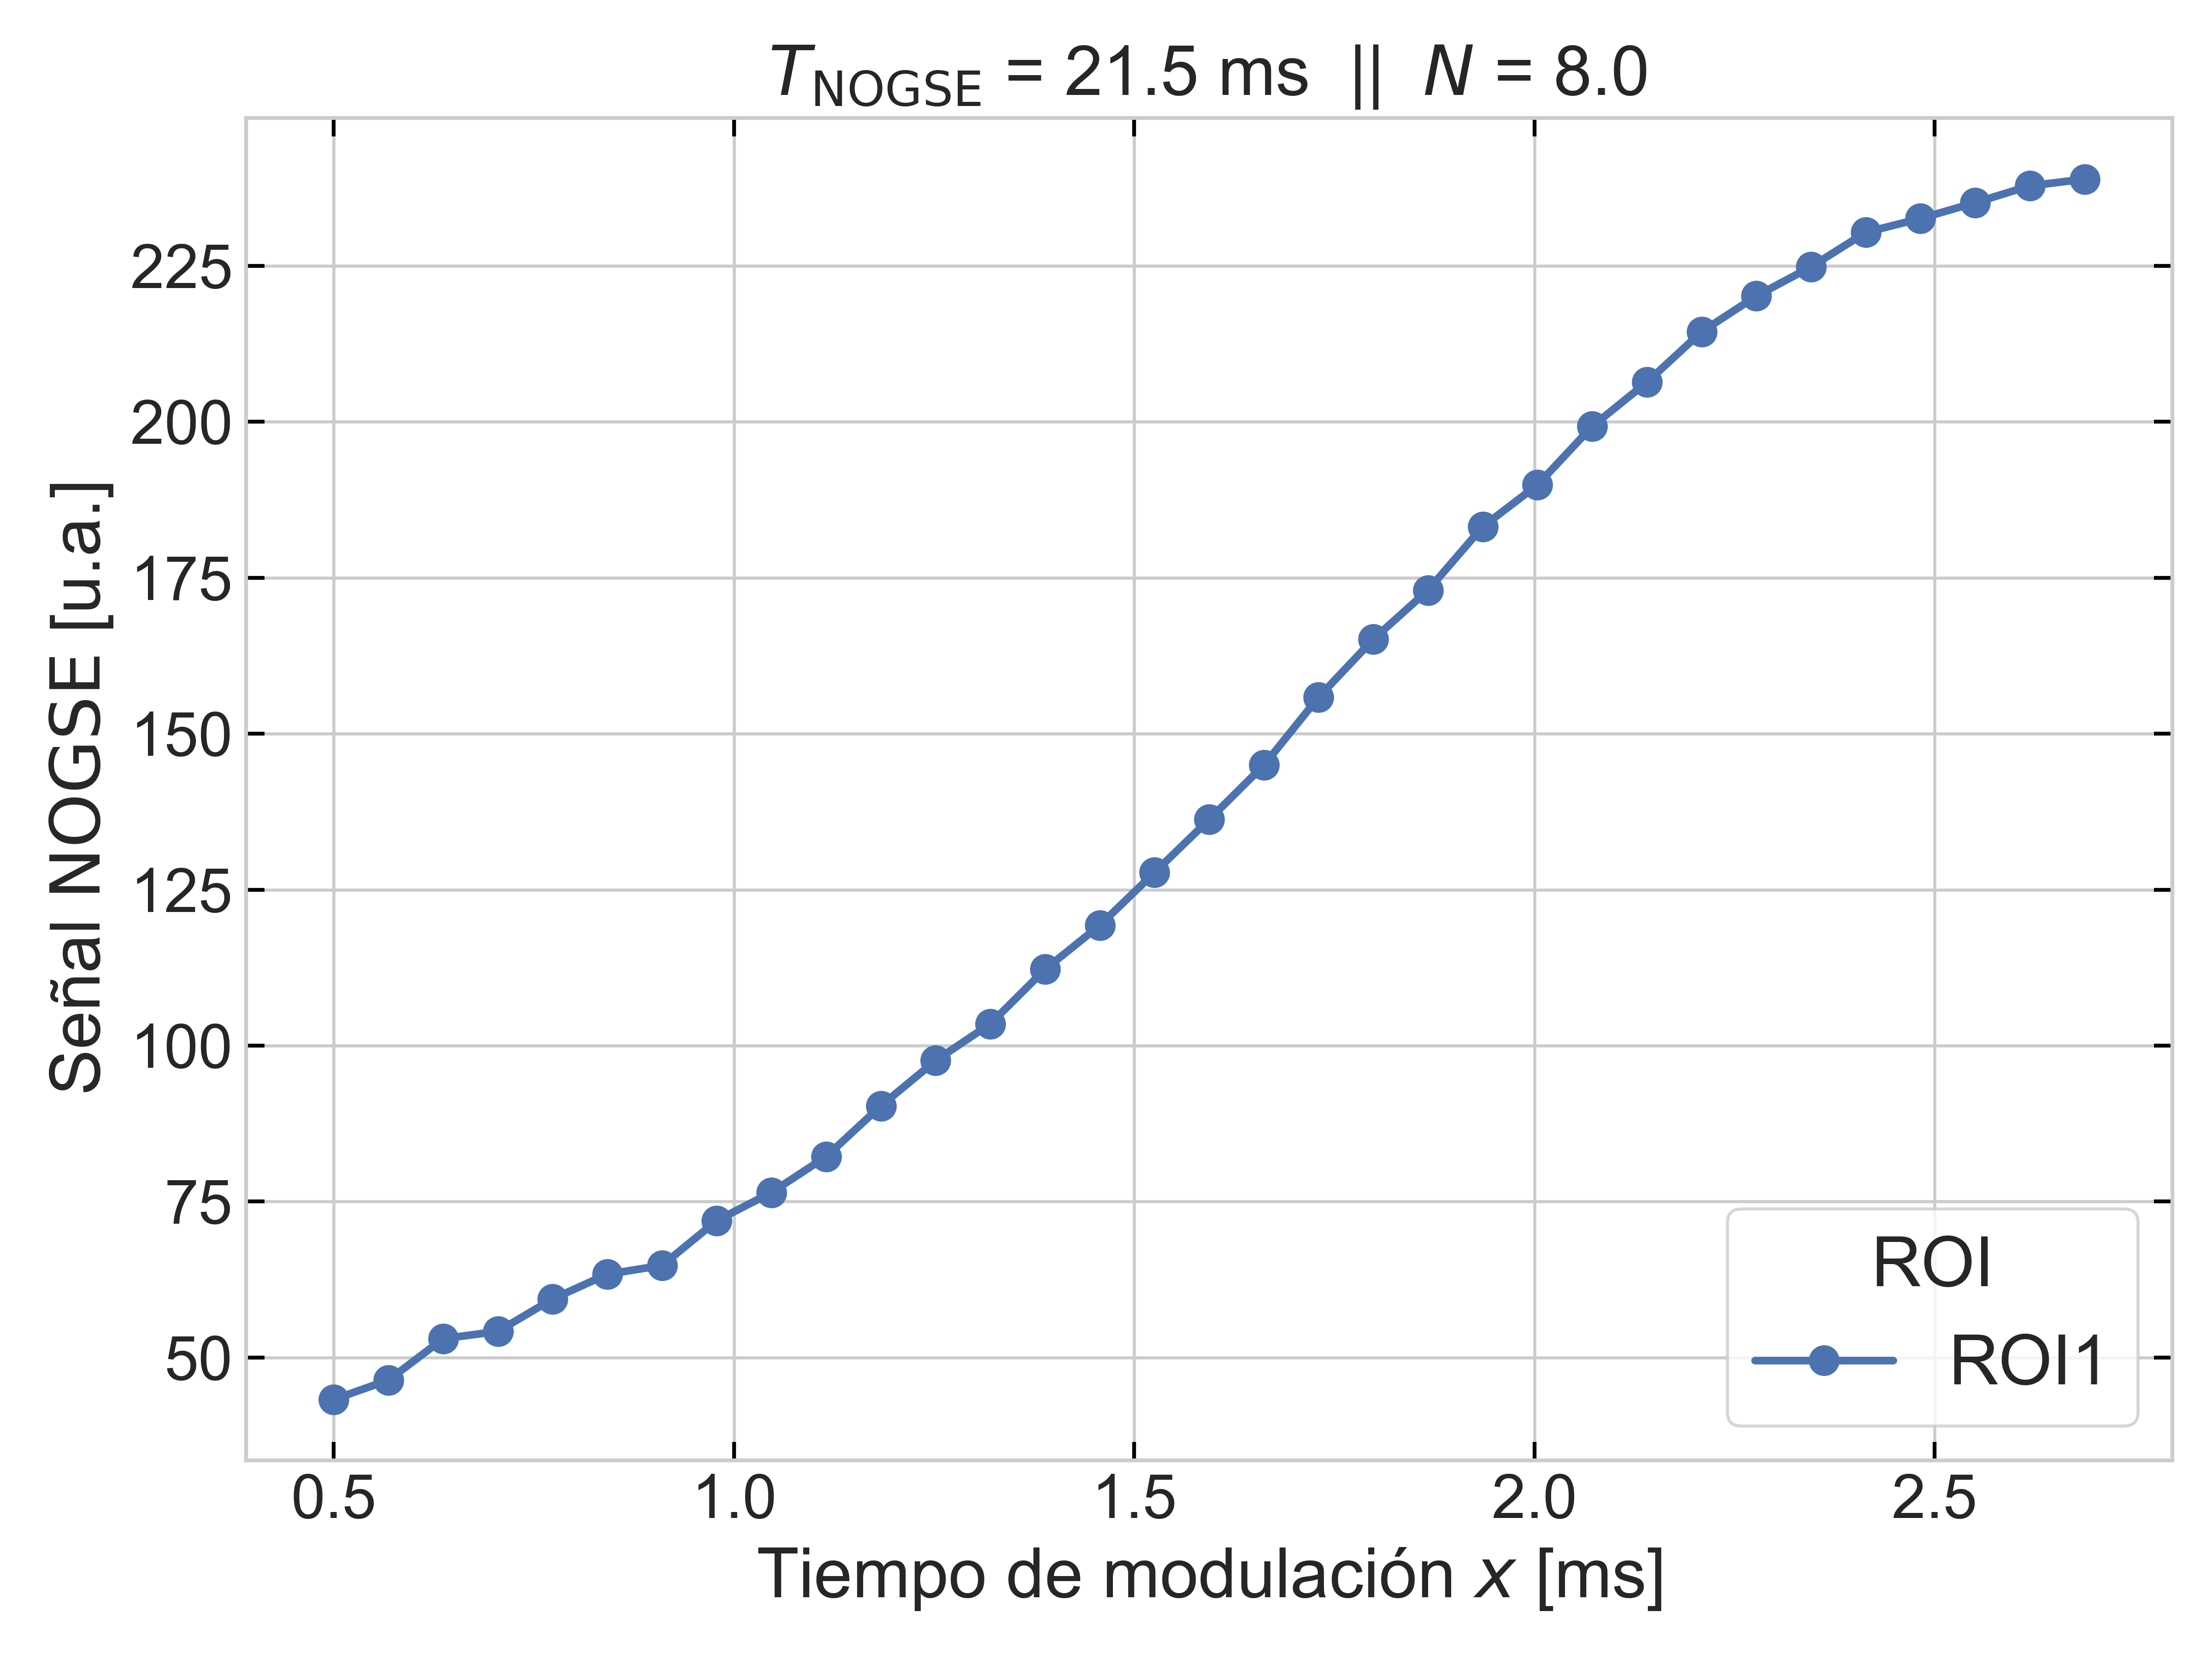 T_NOGSE = 21.5 ms || N = 8.0
Señal NOGSE [u.a.]
225
200
175
150
125
100
75
50
0.5 1.0 1.5 2.0 2.5
Tiempo de modulación x [ms]
ROI
ROI1